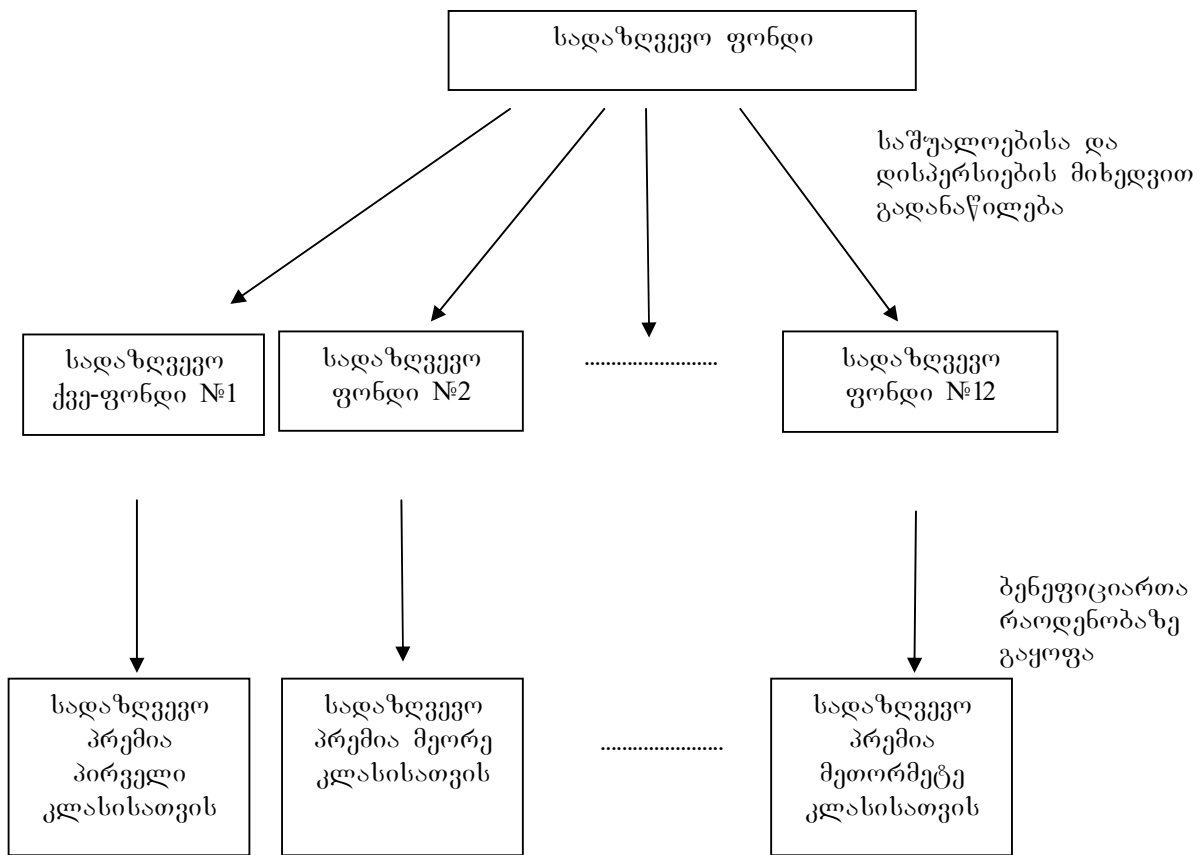 სადაზღვევო ფონდი
საშუალოებისა და
დისპერსიების მიხედვით
გადანაწილება
სადაზღვევო
ქვე-ფონდი №1
სადაზღვევო
ფონდი №2
........................
სადაზღვევო
ფონდი №12
ბენეფიციართა
რაოდენობაზე
გაყოფა
სადაზღვევო
პრემია
პირველი
კლასისათვის
სადაზღვევო
პრემია მეორე
კლასისათვის
......................
სადაზღვევო
პრემია
მეთორმეტე
კლასისათვის